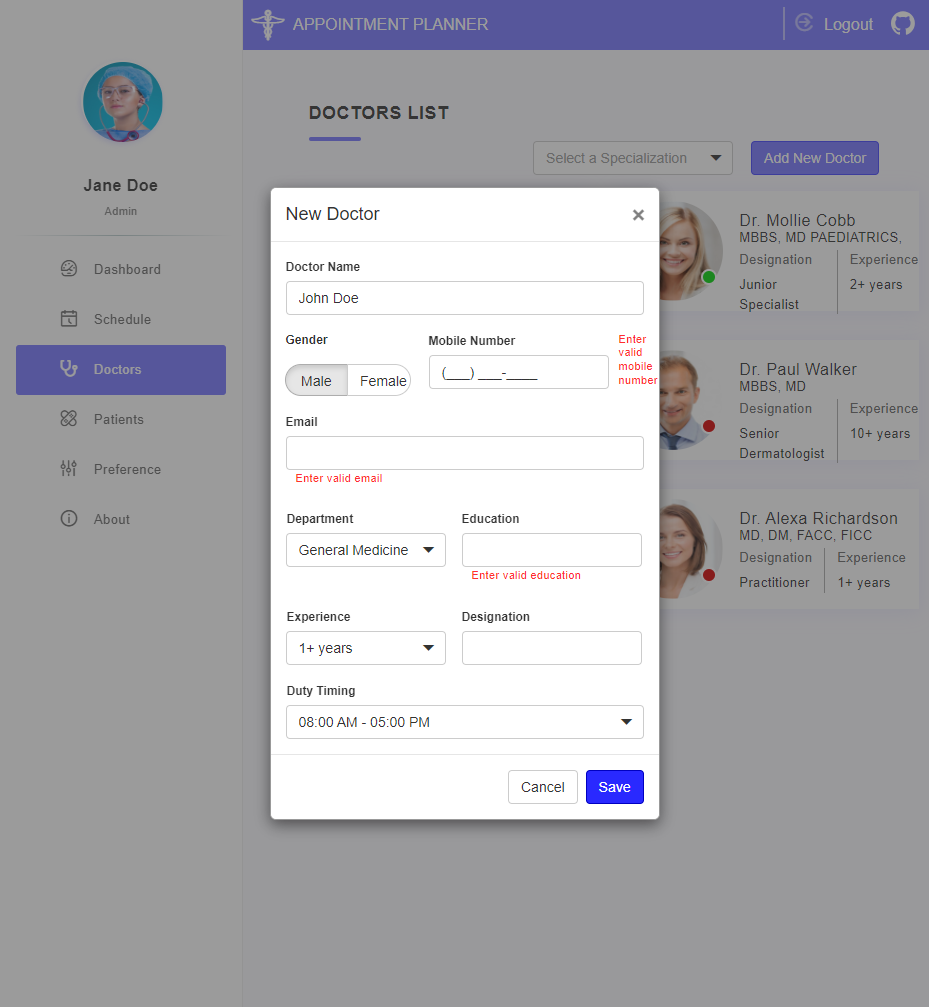 APPOINTMENT PLANNER
Logout
Jane Doe
Admin
Dashboard
Schedule
Doctors
Patients
Preference
About
DOCTORS LIST
Select a Specialization
Add New Doctor
New Doctor
×
Doctor Name
John Doe
Gender
Male
Female
Mobile Number
(___) ___-____
Enter
valid
mobile
number
Email
Enter valid email
Department
General Medicine
Education
Enter valid education
Experience
1+ years
Designation
Duty Timing
08:00 AM - 05:00 PM
Cancel
Save
Dr. Mollie Cobb
MBBS, MD PAEDIATRICS,
Designation
Experience
Junior
Specialist
2+ years
Dr. Paul Walker
MBBS, MD
Designation
Experience
Senior
Dermatologist
10+ years
Dr. Alexa Richardson
MD, DM, FACC, FICC
Designation
Experience
Practitioner
1+ years